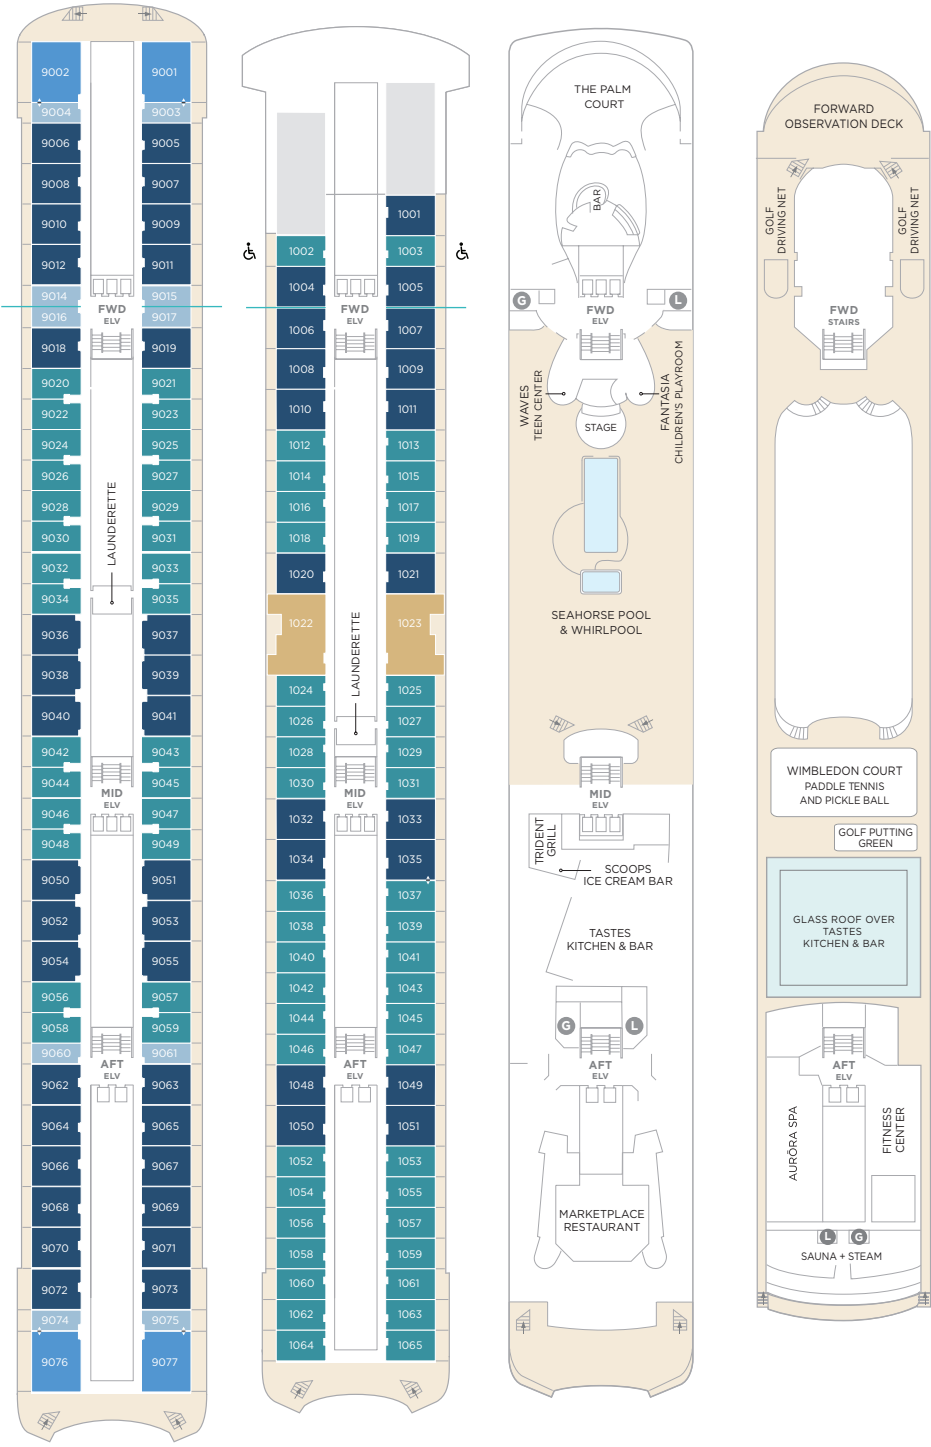 9002 9001
9004 9003
9006 9005
9008 9007
9010 9009
9012 9011
9014 9015
FWD
ELV
9016 9017
9018 9019
9020 9021
9022 9023
9024 9025
9026 9027
9028 9029
9030 9031
LAUNDERETTE
9032 9033
9034 9035
9036 9037
9038 9039
9040 9041
9042 9043
9044 9045
MID
ELV
9046 9047
9048 9049
9050 9051
9052 9053
9054 9055
9056 9057
9058 9059
9060 9061
AFT
ELV
9062 9063
9064 9065
9066 9067
9068 9069
9070 9071
9072 9073
9074 9075
9076 9077
1001
1002 1003
1004 1005
FWD
ELV
1006 1007
1008 1009
1010 1011
1012 1013
1014 1015
1016 1017
1018 1019
1020 1021
1022 1023
LAUNDERETTE
1024 1025
1026 1027
1028 1029
1030 1031
MID
ELV
1032 1033
1034 1035
1036 1037
1038 1039
1040 1041
1042 1043
1044 1045
1046 1047
AFT
ELV
1048 1049
1050 1051
1052 1053
1054 1055
1056 1057
1058 1059
1060 1061
1062 1063
1064 1065
THE PALM
COURT
BAR
G L
FWD
ELV
WAVES
TEEN CENTER
FANTASIA
CHILDREN'S PLAYROOM
STAGE
SEAHORSE POOL
& WHIRLPOOL
MID
ELV
TRIDENT
GRILL
SCOOPS
ICE CREAM BAR
TASTES
KITCHEN & BAR
G L
AFT
ELV
MARKETPLACE
RESTAURANT
FORWARD
OBSERVATION DECK
GOLF
DRIVING NET
GOLF
DRIVING NET
FWD
STAIRS
WIMBLEDON COURT
PADDLE TENNIS
AND PICKLE BALL
GOLF PUTTING
GREEN
GLASS ROOF OVER
TASTES
KITCHEN & BAR
AFT
ELV
AURŌRA SPA
FITNESS
CENTER
L G
SAUNA + STEAM